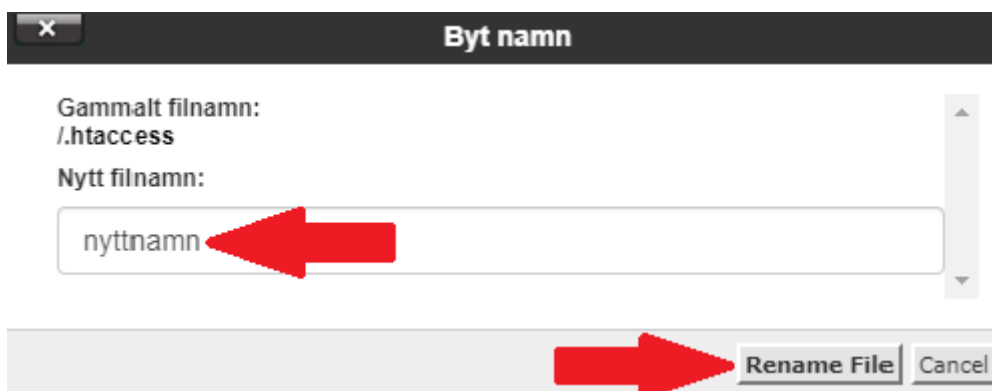 Byt namn
Gammalt filnamn:
/.htaccess
Nytt filnamn:
nyttnamn
Rename File Cancel